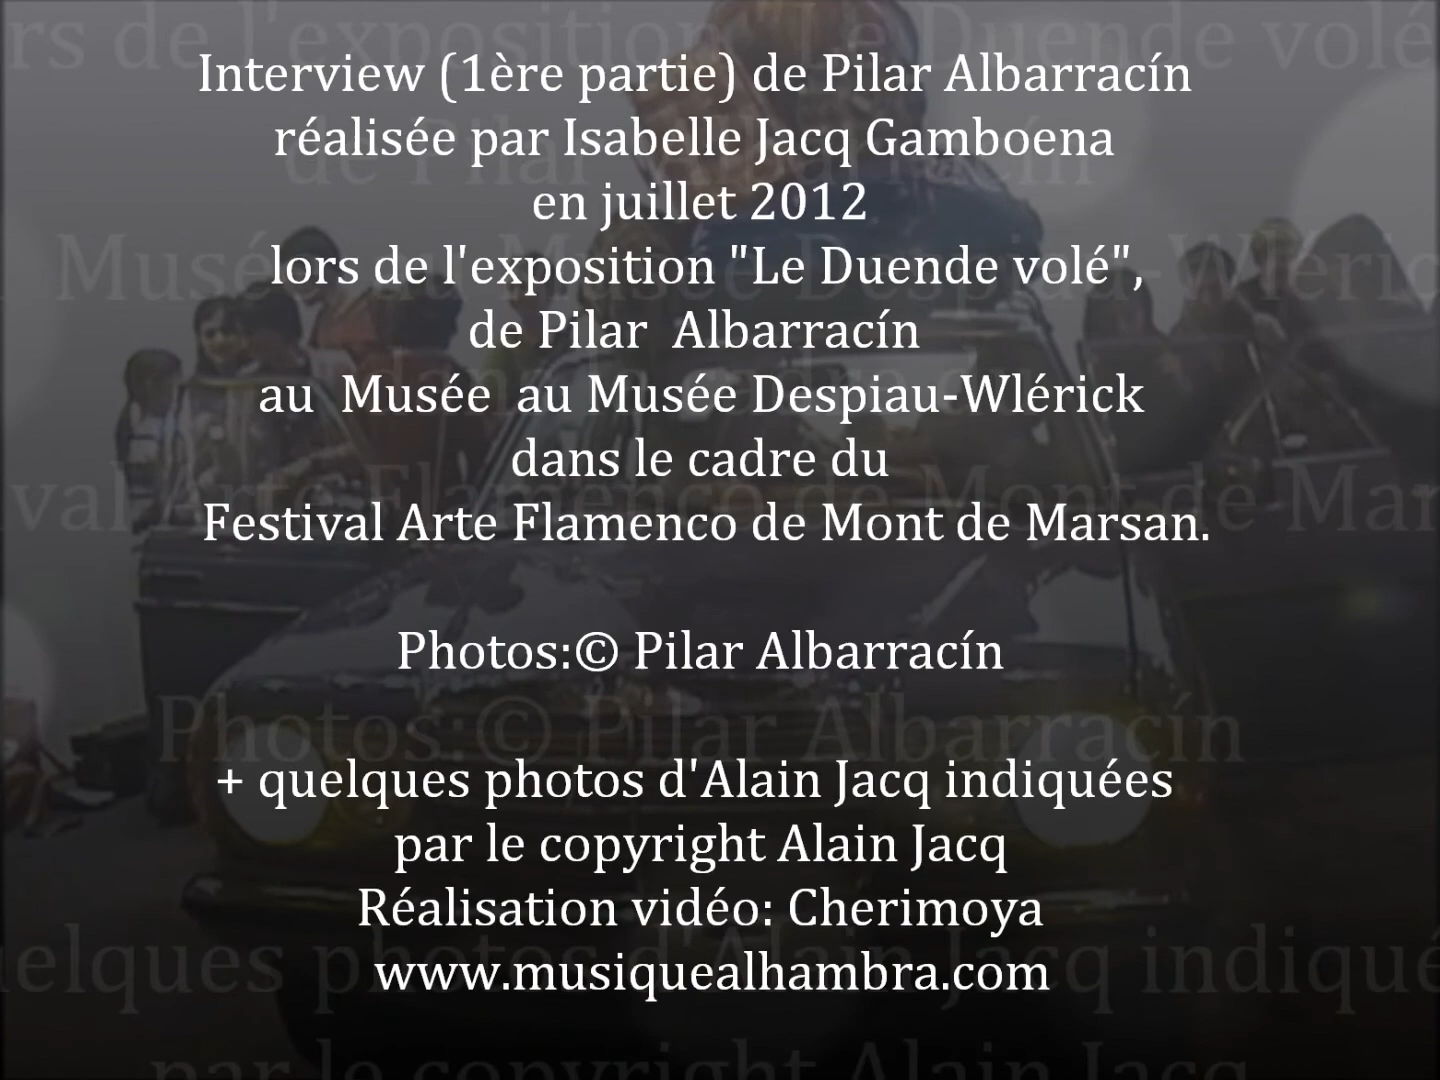 Interview (1ère partie) de Pilar Albarracín
réalisée par Isabelle Jacq Gamboena
en juillet 2012
lors de l'exposition "Le Duende volé",
de Pilar  Albarracín
au  Musée  au Musée Despiau-Wlérick
dans le cadre du
Festival Arte Flamenco de Mont de Marsan.
Photos:© Pilar Albarracín
+ quelques photos d'Alain Jacq indiquées
par le copyright Alain Jacq
Réalisation vidéo: Cherimoya
www.musiquealhambra.com